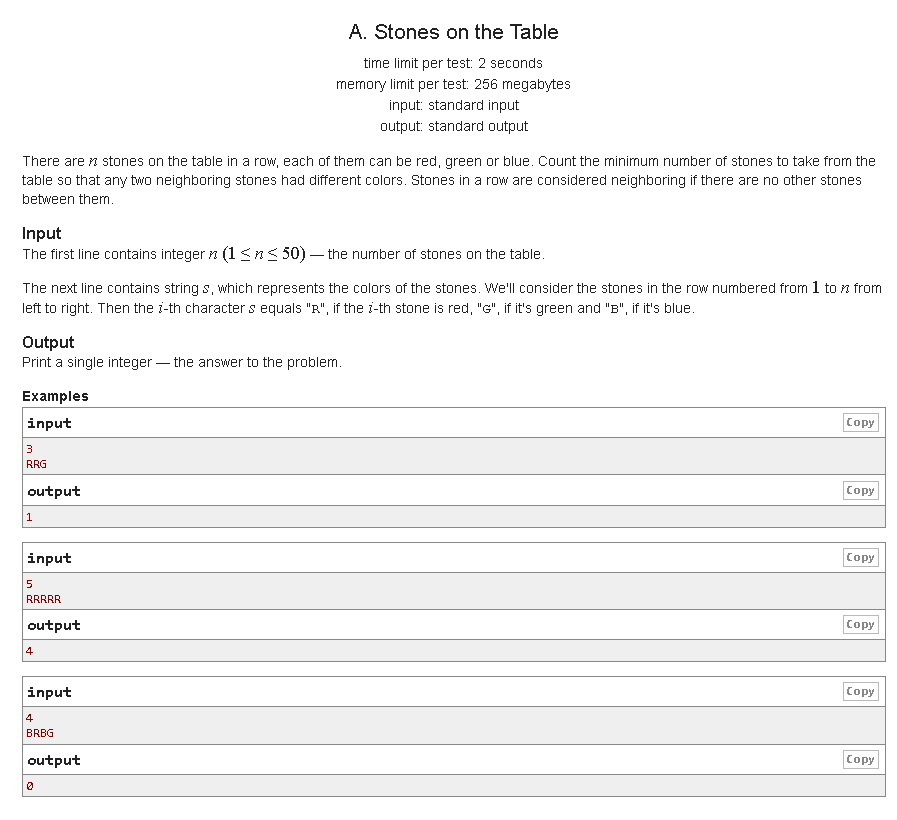 A. Stones on the Table
time limit per test: 2 seconds
memory limit per test: 256 megabytes
input: standard input
output: standard output
There are n stones on the table in a row, each of them can be red, green or blue. Count the minimum number of stones to take from the
table so that any two neighboring stones had different colors. Stones in a row are considered neighboring if there are no other stones
between them.
Input
The first line contains integer n (1 ≤ n ≤ 50) — the number of stones on the table.
The next line contains string s, which represents the colors of the stones. We'll consider the stones in the row numbered from 1 to n from
left to right. Then the i-th character s equals "R", if the i-th stone is red, "G", if it's green and "B", if it's blue.
Output
Print a single integer — the answer to the problem.
Examples
input Copy
3
RRG
output Copy
1
input Copy
5
RRRRR
output Copy
4
input Copy
4
BRBG
output Copy
0